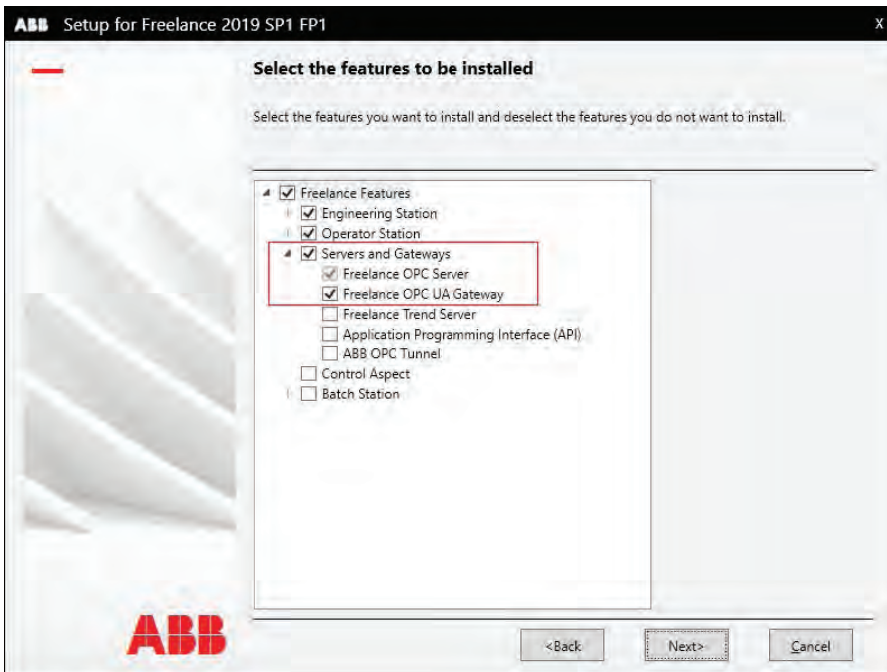 ABB Setup for Freelance 2019 SP1 FP1 X
Select the features to be installed
Select the features you want to install and deselect the features you do not want to install.
Freelance Features
Engineering Station
Operator Station
Servers and Gateways
Freelance OPC Server
Freelance OPC UA Gateway
Freelance Trend Server
Application Programming Interface (API)
ABB OPC Tunnel
Control Aspect
Batch Station
ABB
<Back Next> Cancel